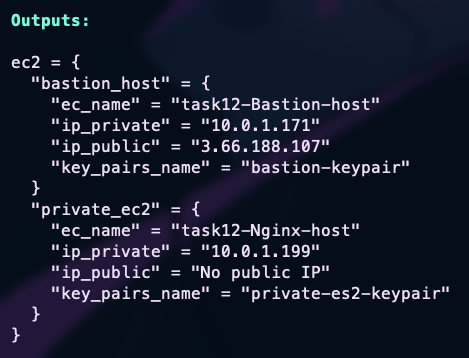 Outputs:
ec2 = {
"bastion_host" = {
"ec_name" = "task12-Bastion-host"
"ip_private" = "10.0.1.171"
"ip_public" = "3.66.188.107"
"key_pairs_name" = "bastion-keypair"
}
"private_ec2" = {
"ec_name" = "task12-Nginx-host"
"ip_private" = "10.0.1.199"
"ip_public" = "No public IP"
"key_pairs_name" = "private-es2-keypair"
}
}